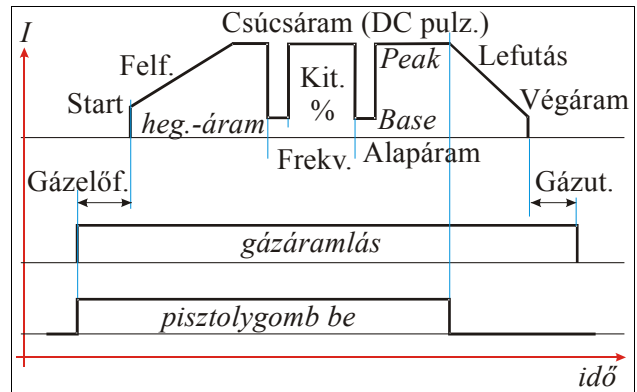 Csúcsáram (DC pulz.)
I
Felf.
Peak
Lefutás
Kit.
%
Start
Végáram
heg.-áram
Base
Frekv.
Alapáram
Gázelőf.
Gázut.
gázáramlás
pisztolygomb be
idő